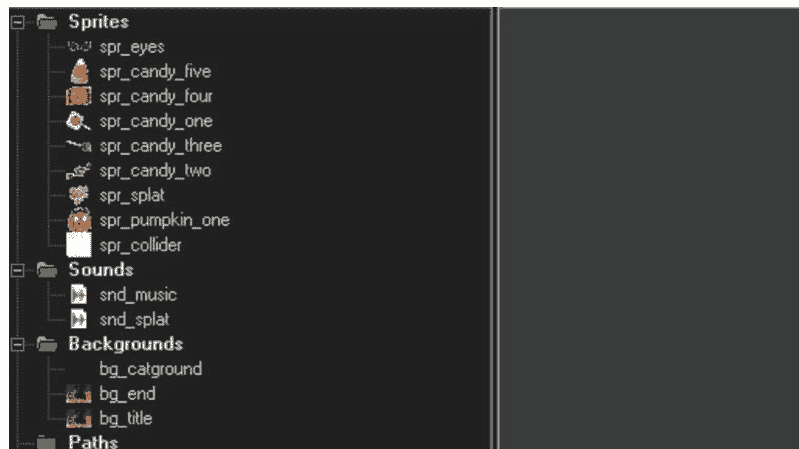 Sprites
spr_eyes
spr_candy_five
spr_candy_four
spr_candy_one
spr_candy_three
spr_candy_two
spr_splat
spr_pumpkin_one
spr_collider
Sounds
snd_music
snd_splat
Backgrounds
bg_catground
bg_end
bg_title
Paths